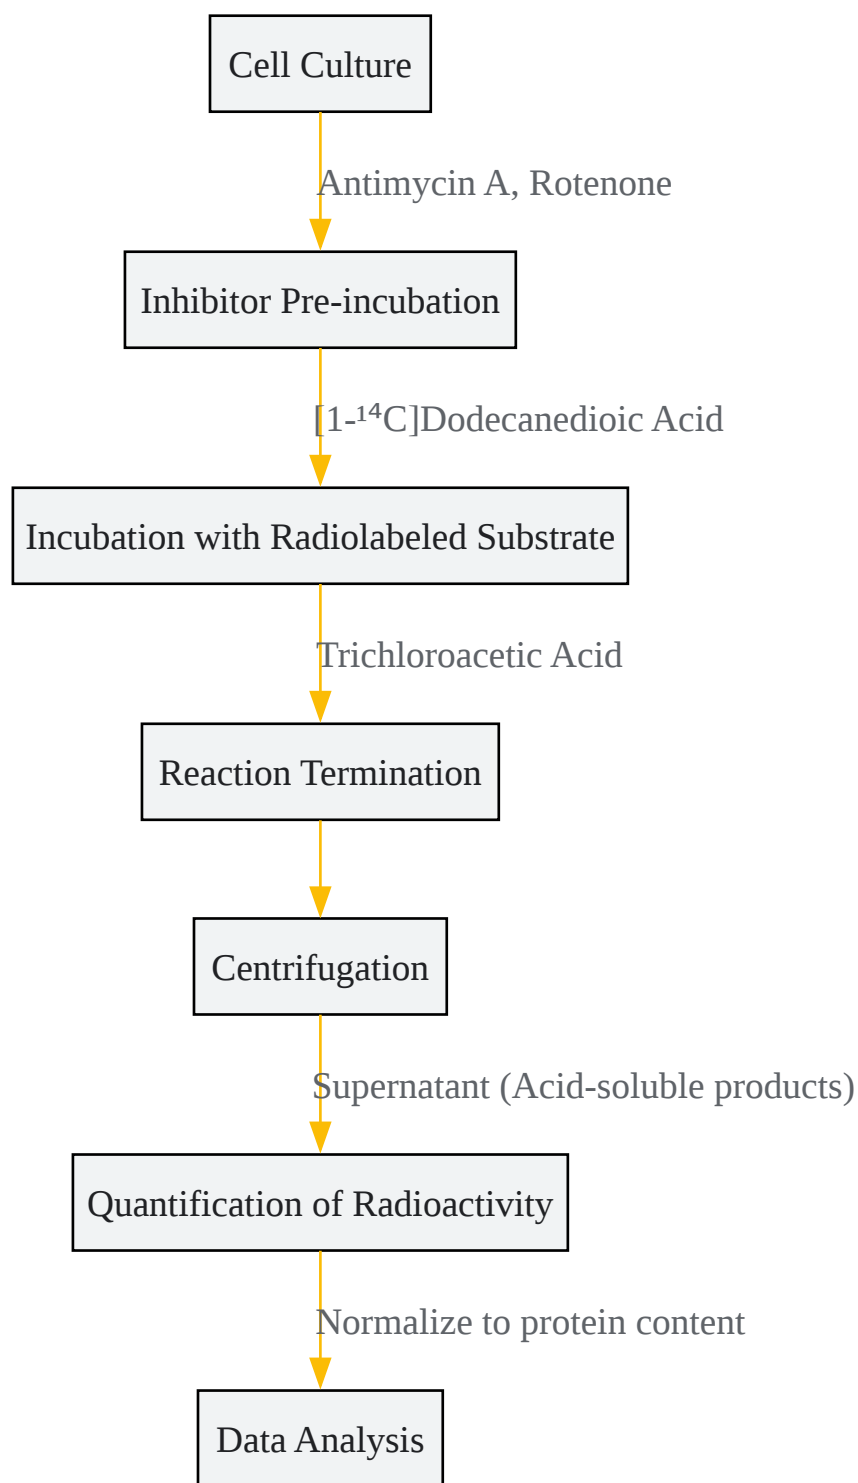 Cell Culture
Antimycin A, Rotenone
Inhibitor Pre-incubation
[1-¹⁴C]Dodecanedioic Acid
Incubation with Radiolabeled Substrate
Trichloroacetic Acid
Reaction Termination
Centrifugation
Supernatant (Acid-soluble products)
Quantification of Radioactivity
Normalize to protein content
Data Analysis